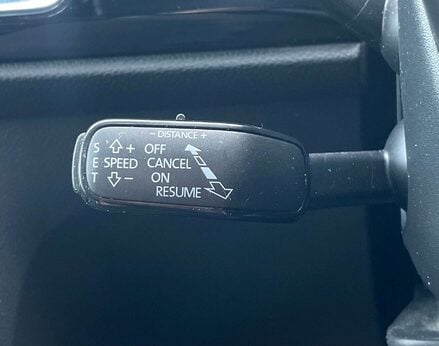 - DISTANCE +
S + OFF
E SPEED CANCEL
T - ON
RESUME